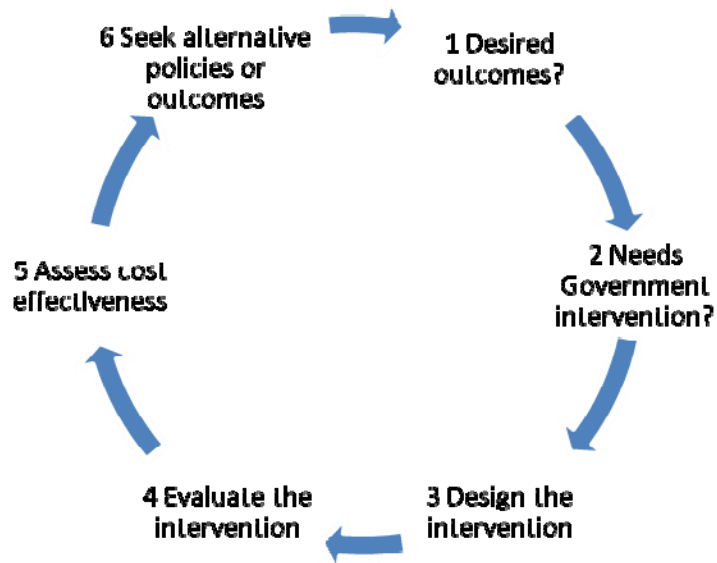 1 Desired
outcomes?
2 Needs
Government
intervention?
3 Design the
intervention
4 Evaluate the
intervention
5 Assess cost
effectiveness
6 Seek alternative
policies or
outcomes